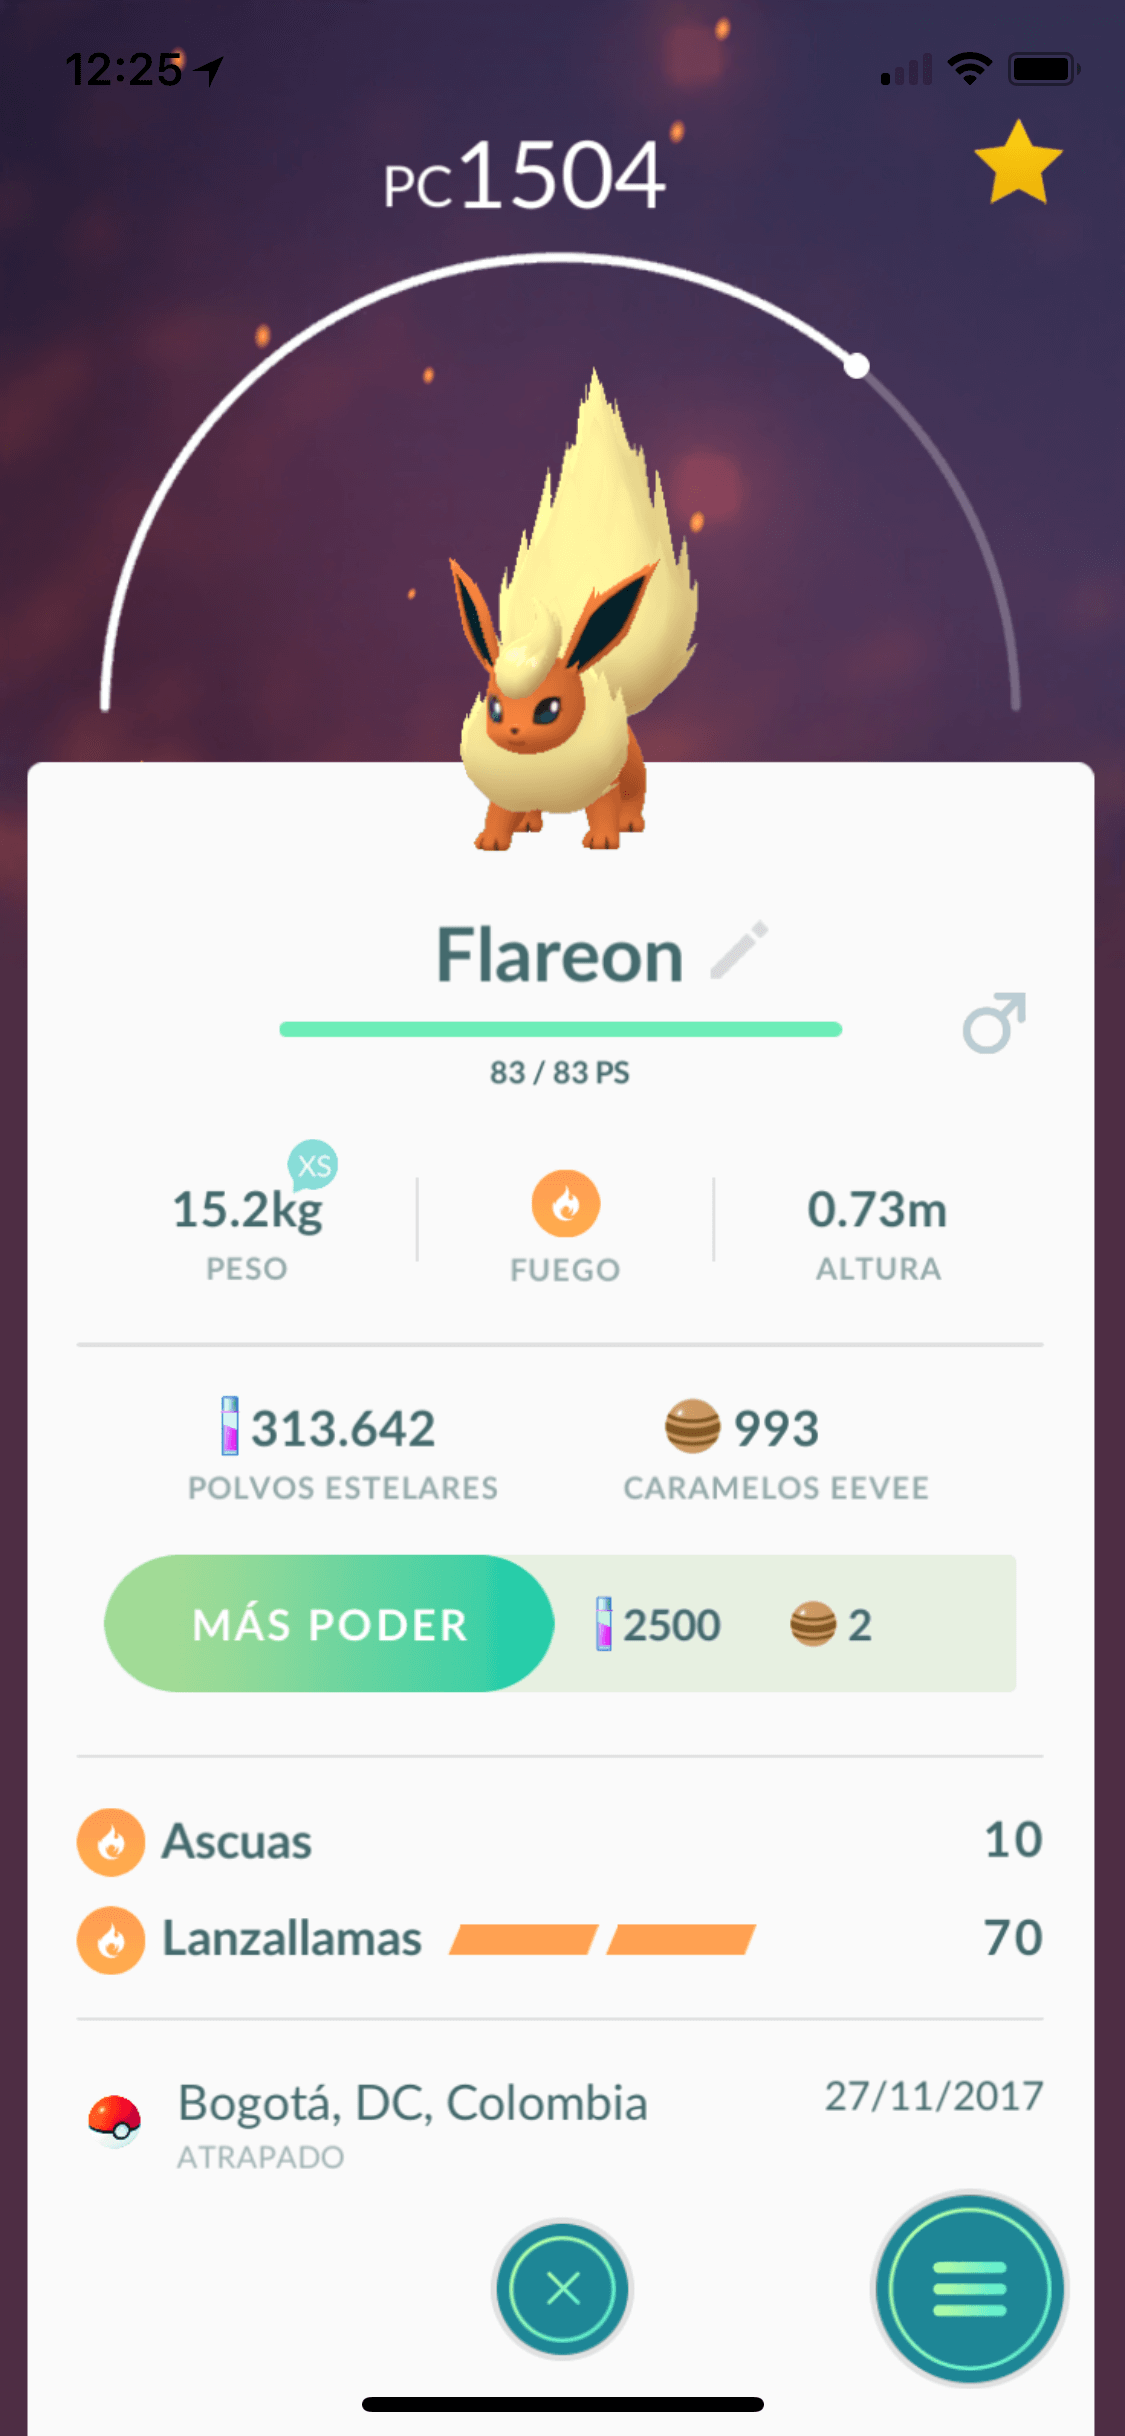 12:25
PC1504
Flareon
83 / 83 PS
XS
15.2kg
PESO
FUEGO
0.73m
ALTURA
313.642
POLVOS ESTELARES
993
CARAMELOS EEVEE
MÁS PODER 2500 2
Ascuas 10
Lanzallamas 70
Bogotá, DC, Colombia 27/11/2017
ATRAPADO